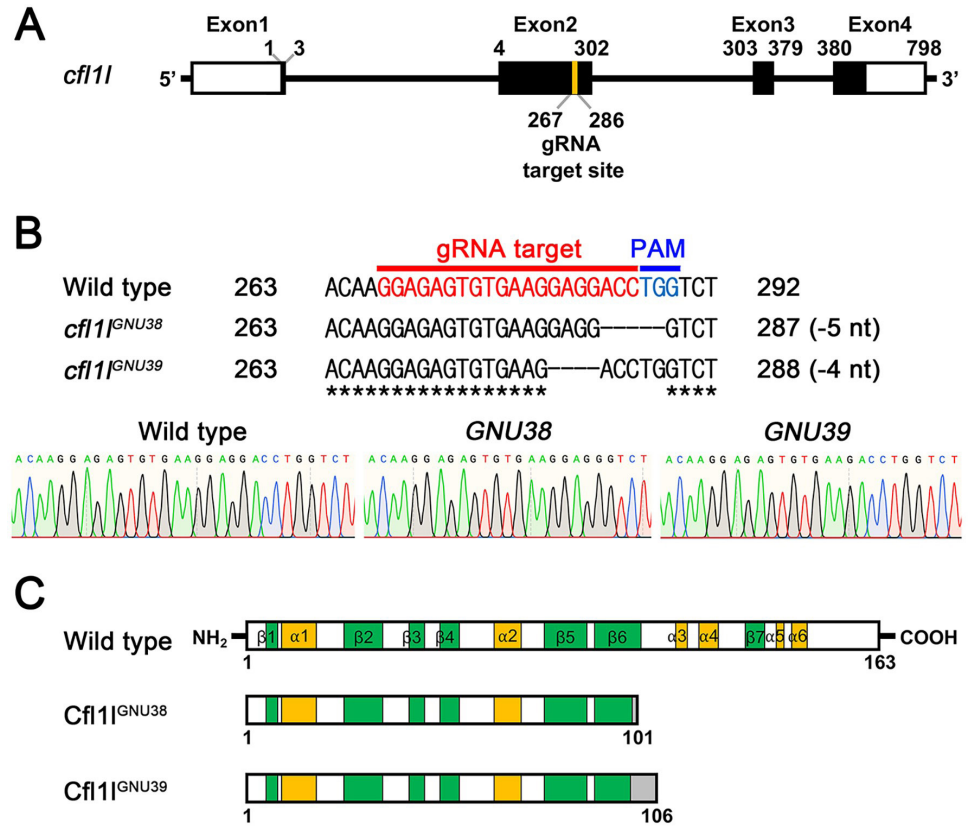 A
Exon1 Exon2 Exon3 Exon4
1 3 4 302 303 379 380 798
cfl1l 5’ 3’
267 286
gRNA
target site
B
gRNA target PAM
Wild type 263 ACAAGGAGAGTGTGAAGGAGGACCTGGTCT 292
cfl1l^GNU38 263 ACAAGGAGAGTGTGAAGGAGG-----GTCT 287 (-5 nt)
cfl1l^GNU39 263 ACAAGGAGAGTGTGAAG----ACCTGGTCT 288 (-4 nt)
***************** ****
Wild type GNU38 GNU39
ACAAGGAGAGTGTGAAGGAGGACCTGGTCT ACAAGGAGAGTGTGAAGGAGGGTCT ACAAGGAGAGTGTGAAGACCTGGTCT
C
Wild type NH₂ β1 α1 β2 β3 β4 α2 β5 β6 α3 α4 β7 α5 α6 COOH
1 163
Cfl1l^GNU38
1 101
Cfl1l^GNU39
1 106